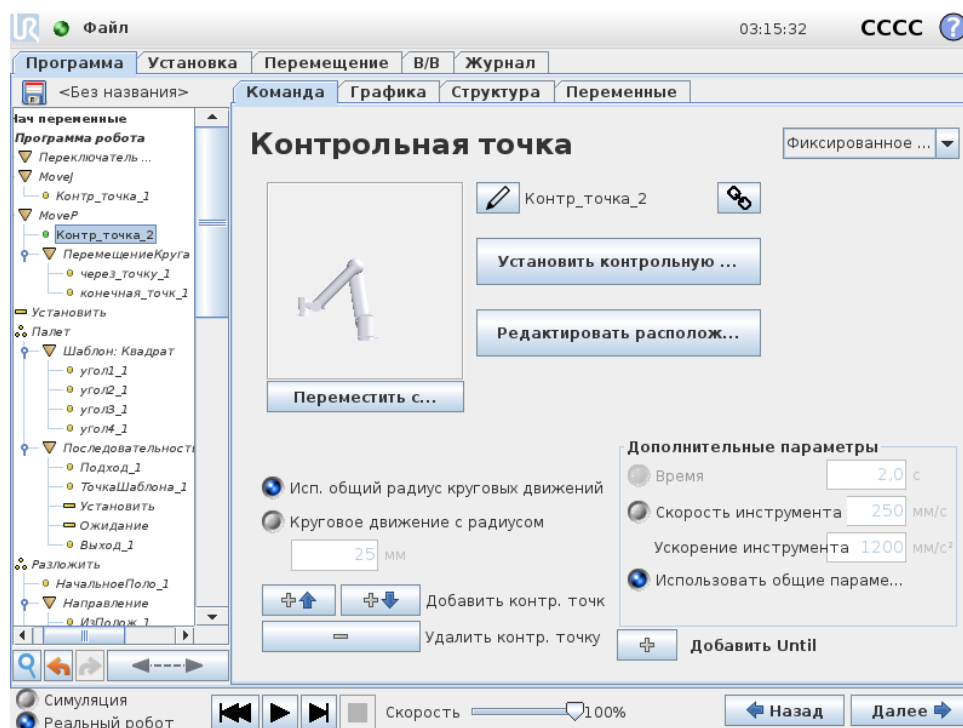 UR Файл 03:15:32 CCCC ?
Программа Установка Перемещение В/В Журнал
<Без названия> Команда Графика Структура Переменные
Нач переменные
Программа робота
Переключатель ...
MoveJ
Контр_точка_1
MoveP
Контр_точка_2
ПеремещениеКруга
через_точку_1
конечная_точк_1
Установить
Палет
Шаблон: Квадрат
угол1_1
угол2_1
угол3_1
угол4_1
Последовательность
Подход_1
ТочкаШаблона_1
Установить
Ожидание
Выход_1
Разложить
НачальноеПоло_1
Направление
ИзПолож_1
Контрольная точка
Фиксированное ...
Контр_точка_2
Установить контрольную ...
Редактировать располож...
Переместить с...
Исп. общий радиус круговых движений
Круговое движение с радиусом
25 мм
Добавить контр. точк
Удалить контр. точку
Дополнительные параметры
Время 2,0 с
Скорость инструмента 250 мм/с
Ускорение инструмента 1200 мм/с²
Использовать общие параме...
Добавить Until
Симуляция
Реальный робот
Скорость 100%
Назад Далее